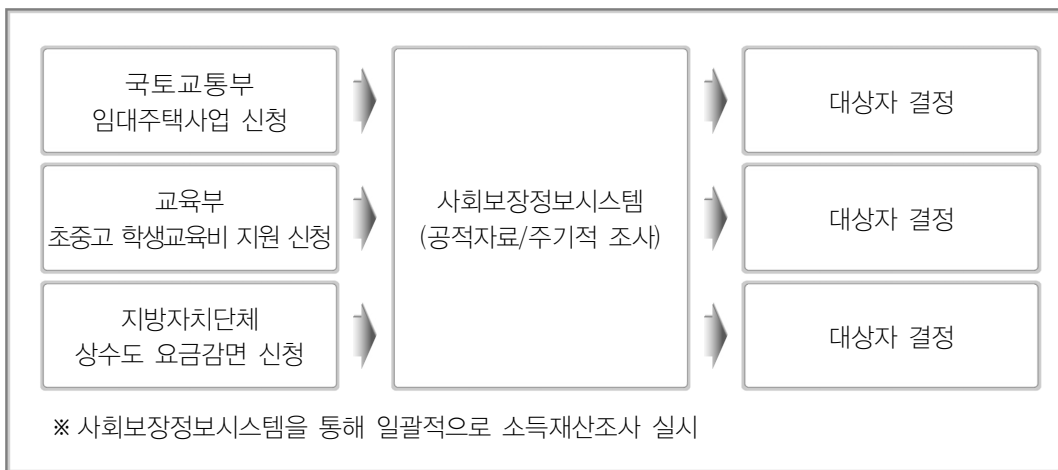 국토교통부
임대주택사업 신청
대상자 결정
교육부
초중고 학생교육비 지원 신청
사회보장정보시스템
(공적자료/주기적 조사)
대상자 결정
지방자치단체
상수도 요금감면 신청
대상자 결정
※ 사회보장정보시스템을 통해 일괄적으로 소득재산조사 실시